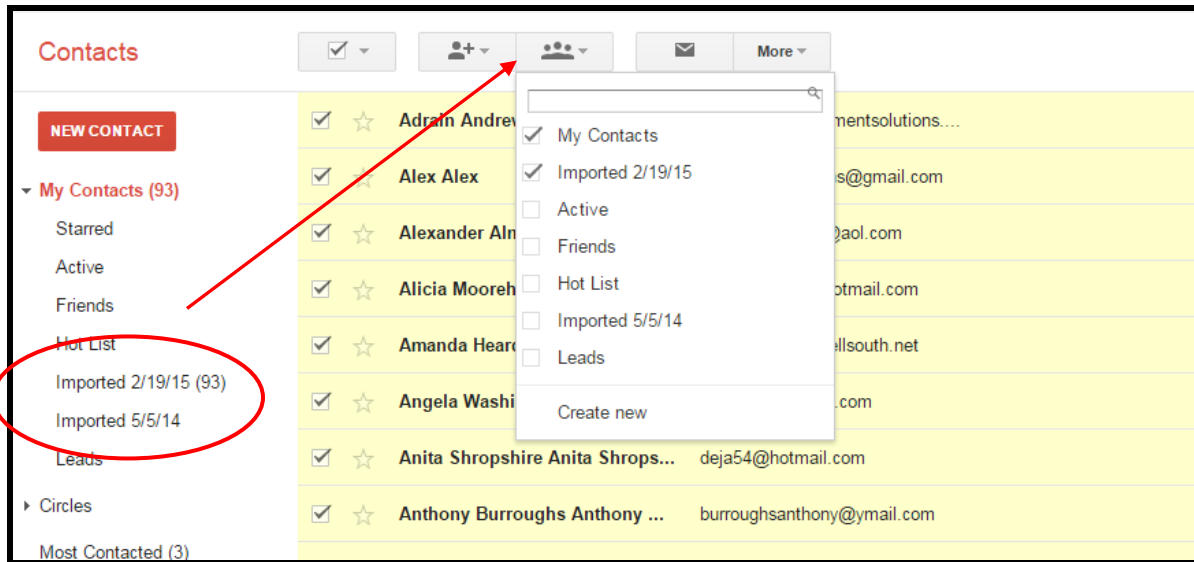 Contacts
More
NEW CONTACT
My Contacts (93)
Starred
Active
Friends
Hot List
Imported 2/19/15 (93)
Imported 5/5/14
Leads
Circles
Most Contacted (3)
My Contacts
Imported 2/19/15
Active
Friends
Hot List
Imported 5/5/14
Leads
Create new
Adrain Andrew mentsolutions....
Alex Alex s@gmail.com
Alexander Aln @aol.com
Alicia Mooreh otmail.com
Amanda Heard ellsouth.net
Angela Washi .com
Anita Shropshire Anita Shrops... deja54@hotmail.com
Anthony Burroughs Anthony ... burroughsanthony@ymail.com